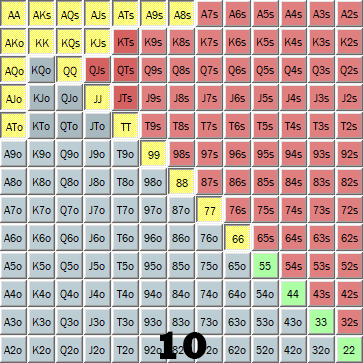 AA AKs AQs AJs ATs A9s A8s A7s A6s A5s A4s A3s A2s
AKo KK KQs KJs KTs K9s K8s K7s K6s K5s K4s K3s K2s
AQo KQo QQ QJs QTs Q9s Q8s Q7s Q6s Q5s Q4s Q3s Q2s
AJo KJo QJo JJ JTs J9s J8s J7s J6s J5s J4s J3s J2s
ATo KTo QTo JTo TT T9s T8s T7s T6s T5s T4s T3s T2s
A9o K9o Q9o J9o T9o 99 98s 97s 96s 95s 94s 93s 92s
A8o K8o Q8o J8o T8o 98o 88 87s 86s 85s 84s 83s 82s
A7o K7o Q7o J7o T7o 97o 87o 77 76s 75s 74s 73s 72s
A6o K6o Q6o J6o T6o 96o 86o 76o 66 65s 64s 63s 62s
A5o K5o Q5o J5o T5o 95o 85o 75o 65o 55 54s 53s 52s
A4o K4o Q4o J4o T4o 94o 84o 74o 64o 54o 44 43s 42s
A3o K3o Q3o J3o T3o 93o 83o 73o 63o 53o 43o 33 32s
A2o K2o Q2o J2o T2o 62o 52o 42o 32o 22
10